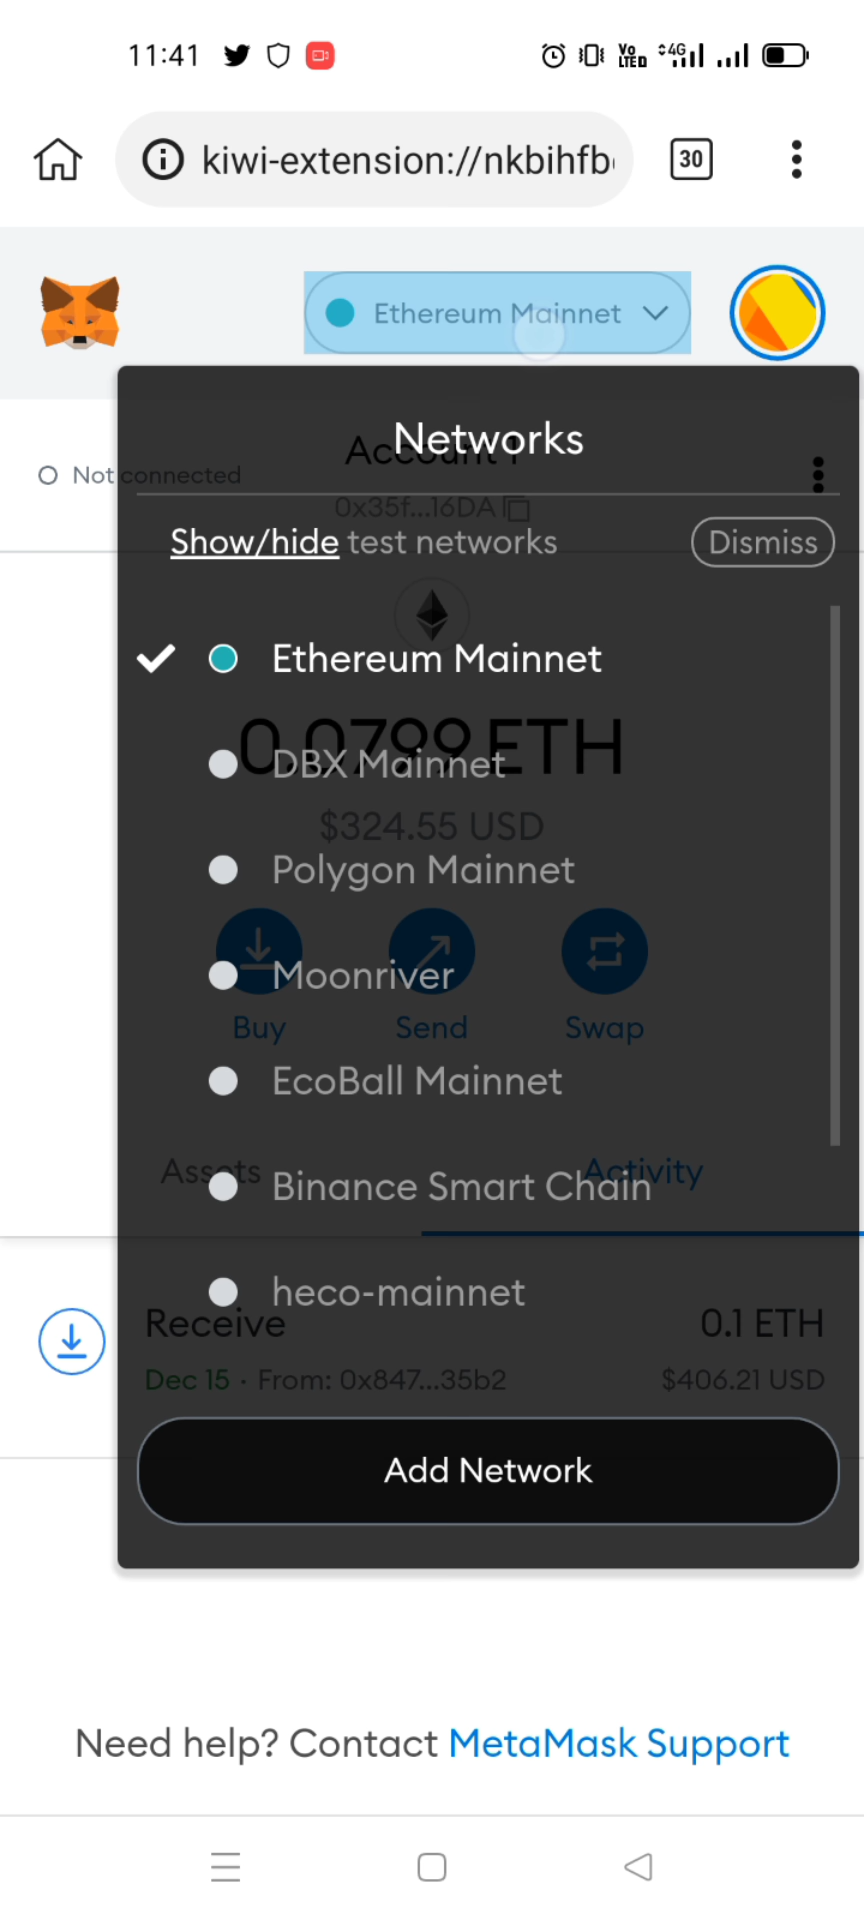 11:41
Vo LTED 4G
kiwi-extension://nkbihfb
30
Ethereum Mainnet
Networks
Account 1
Not connected
0x35f...16DA
Show/hide test networks
Dismiss
Ethereum Mainnet
0.0799 ETH
DBX Mainnet
$324.55 USD
Polygon Mainnet
Moonriver
Buy
Send
Swap
EcoBall Mainnet
Assets
Activity
Binance Smart Chain
heco-mainnet
Receive
0.1 ETH
Dec 15 · From: 0x847...35b2
$406.21 USD
Add Network
Need help? Contact MetaMask Support